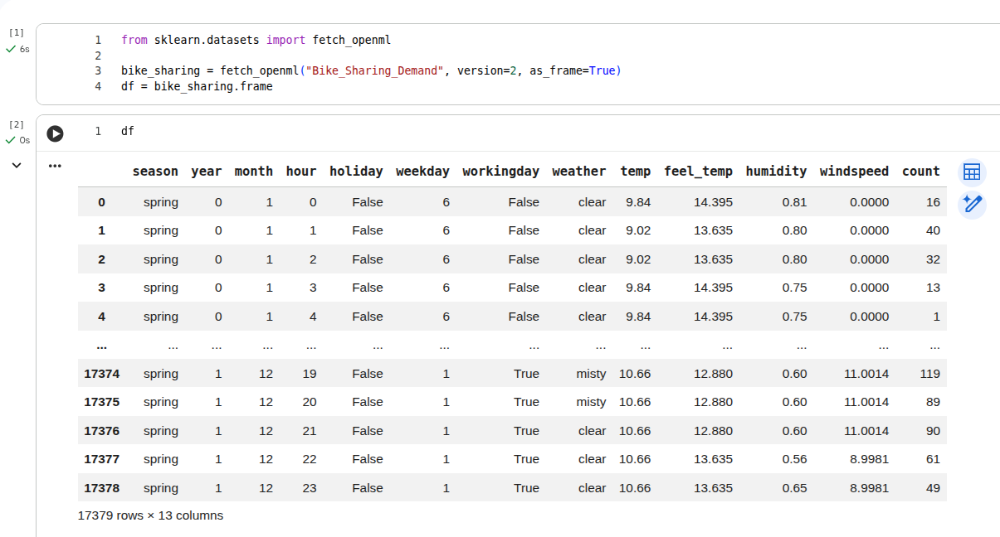 [1]
6s
1 from sklearn.datasets import fetch_openml
2
3 bike_sharing = fetch_openml("Bike_Sharing_Demand", version=2, as_frame=True)
4 df = bike_sharing.frame
[2]
0s
1 df
season year month hour holiday weekday workingday weather temp feel_temp humidity windspeed count
0 spring 0 1 0 False 6 False clear 9.84 14.395 0.81 0.0000 16
1 spring 0 1 1 False 6 False clear 9.02 13.635 0.80 0.0000 40
2 spring 0 1 2 False 6 False clear 9.02 13.635 0.80 0.0000 32
3 spring 0 1 3 False 6 False clear 9.84 14.395 0.75 0.0000 13
4 spring 0 1 4 False 6 False clear 9.84 14.395 0.75 0.0000 1
... ... ... ... ... ... ... ... ... ... ... ... ... ...
17374 spring 1 12 19 False 1 True misty 10.66 12.880 0.60 11.0014 119
17375 spring 1 12 20 False 1 True misty 10.66 12.880 0.60 11.0014 89
17376 spring 1 12 21 False 1 True clear 10.66 12.880 0.60 11.0014 90
17377 spring 1 12 22 False 1 True clear 10.66 13.635 0.56 8.9981 61
17378 spring 1 12 23 False 1 True clear 10.66 13.635 0.65 8.9981 49
17379 rows × 13 columns